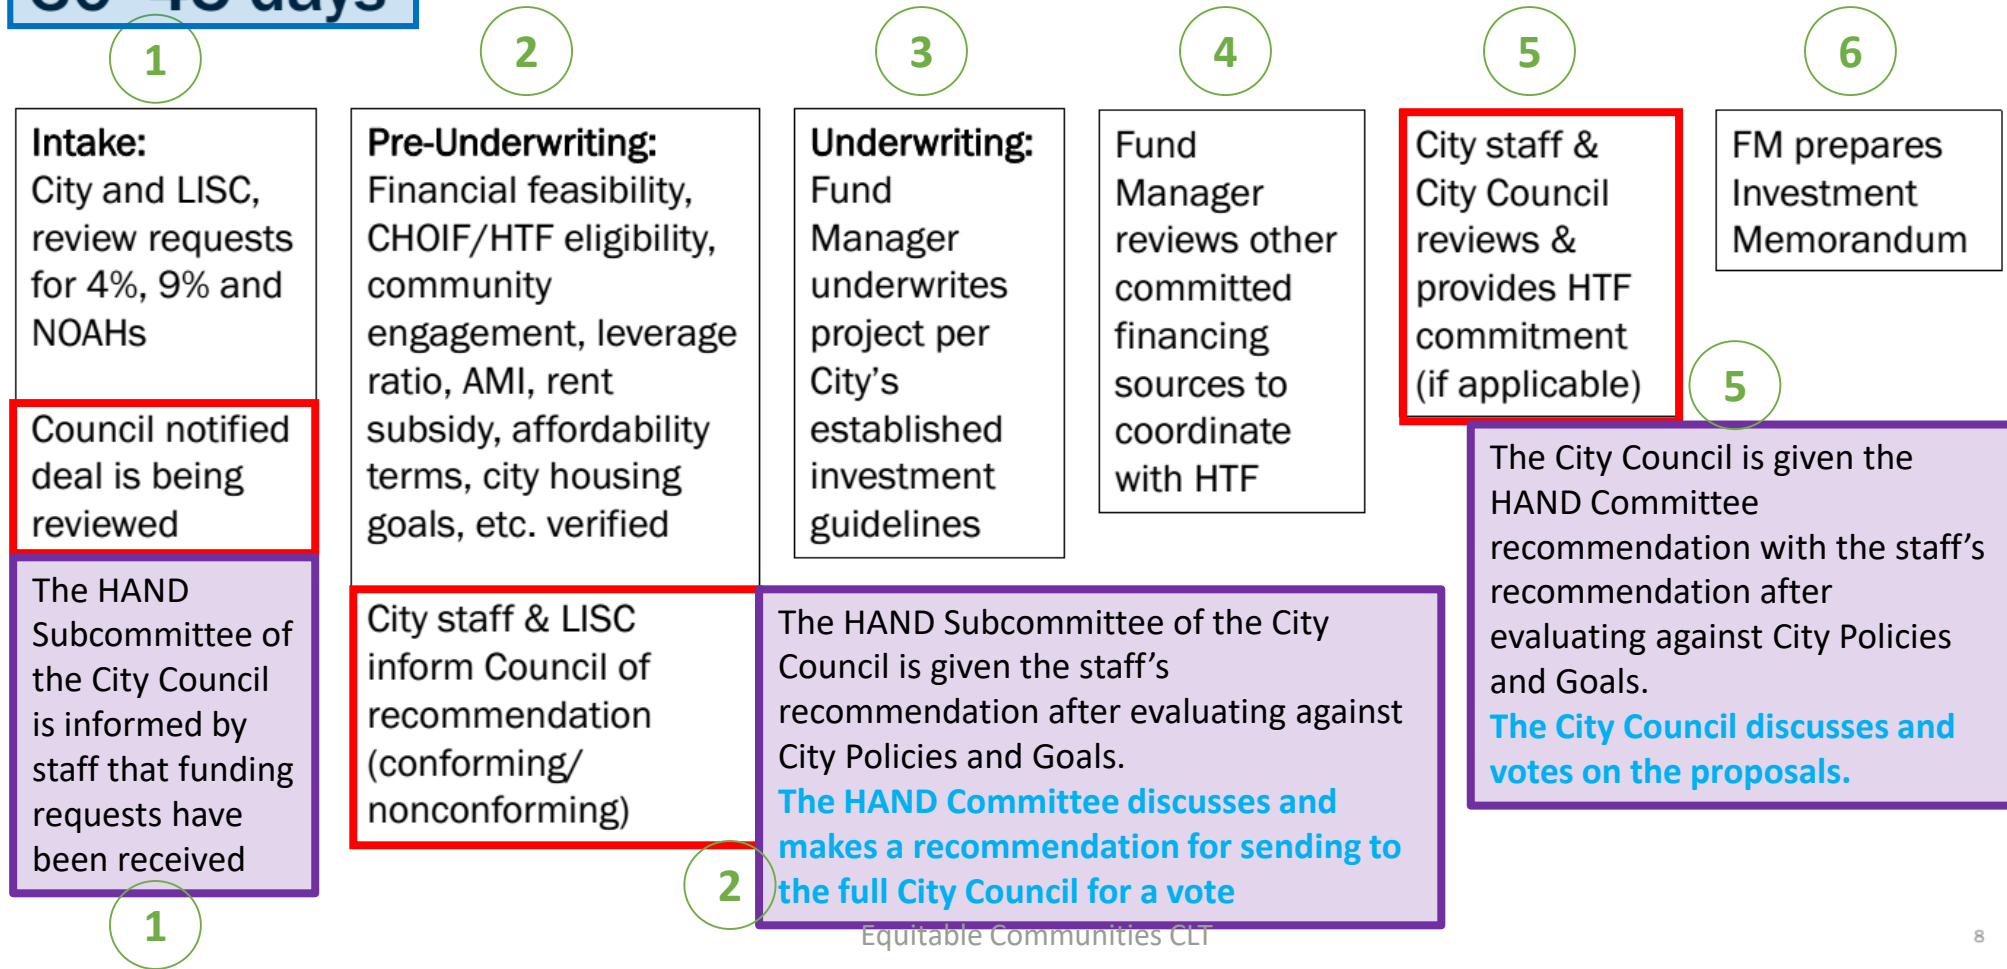 1
2
3
4
5
6
Intake:
City and LISC,
review requests
for 4%, 9% and
NOAHs
Council notified
deal is being
reviewed
The HAND
Subcommittee of
the City Council
is informed by
staff that funding
requests have
been received
1
Pre-Underwriting:
Financial feasibility,
CHOIF/HTF eligibility,
community
engagement, leverage
ratio, AMI, rent
subsidy, affordability
terms, city housing
goals, etc. verified
City staff & LISC
inform Council of
recommendation
(conforming/
nonconforming)
2
The HAND Subcommittee of the City
Council is given the staff’s
recommendation after evaluating against
City Policies and Goals.
The HAND Committee discusses and
makes a recommendation for sending to
the full City Council for a vote
Underwriting:
Fund
Manager
underwrites
project per
City’s
established
investment
guidelines
Fund
Manager
reviews other
committed
financing
sources to
coordinate
with HTF
City staff &
City Council
reviews &
provides HTF
commitment
(if applicable)
5
The City Council is given the
HAND Committee
recommendation with the staff’s
recommendation after
evaluating against City Policies
and Goals.
The City Council discusses and
votes on the proposals.
FM prepares
Investment
Memorandum
Equitable Communities CLT
8